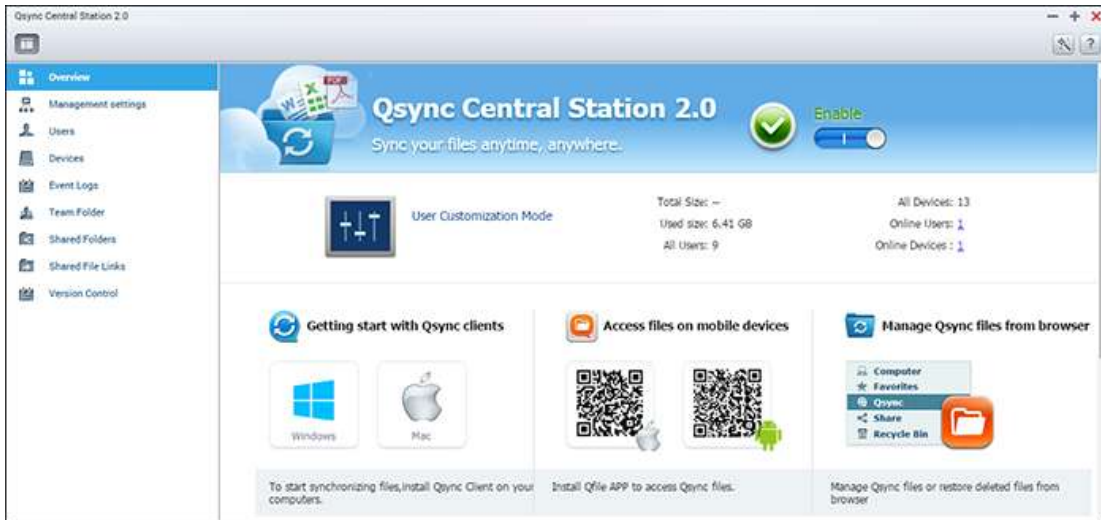 Qsync Central Station 2.0
Overview
Management settings
Users
Devices
Event Logs
Team Folder
Shared Folders
Shared File Links
Version Control
Qsync Central Station 2.0
Sync your files anytime, anywhere.
Enable
User Customization Mode
Total Size: --
Used size: 6.41 GB
All Users: 9
All Devices: 13
Online Users: 1
Online Devices : 1
Getting start with Qsync clients
Windows
Mac
To start synchronizing files,install Qsync Client on your
computers.
Access files on mobile devices
Install Qfile APP to access Qsync files.
Manage Qsync files from browser
Computer
Favorites
Qsync
Share
Recycle Bin
Manage Qsync files or restore deleted files from
browser
PDF
W
X